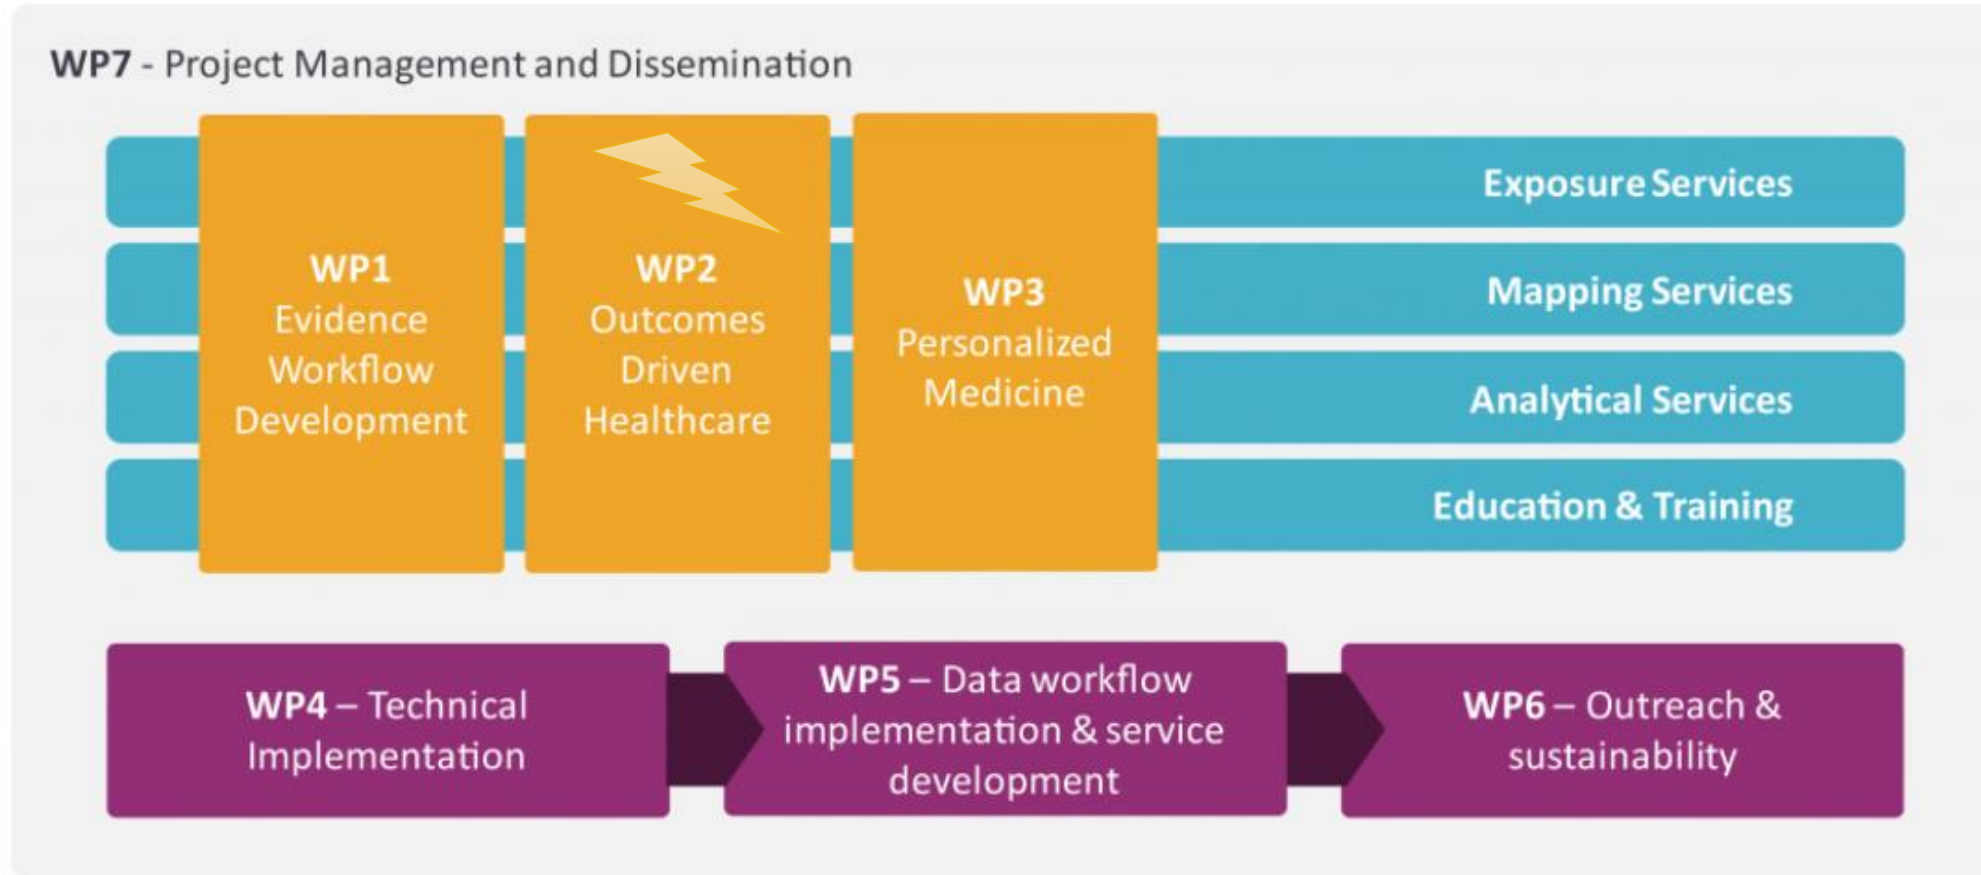 WP7 - Project Management and Dissemination
WP1
Evidence
Workflow
Development
WP2
Outcomes
Driven
Healthcare
WP3
Personalized
Medicine
Exposure Services
Mapping Services
Analytical Services
Education & Training
WP4 – Technical
Implementation
WP5 – Data workflow
implementation & service
development
WP6 – Outreach &
sustainability